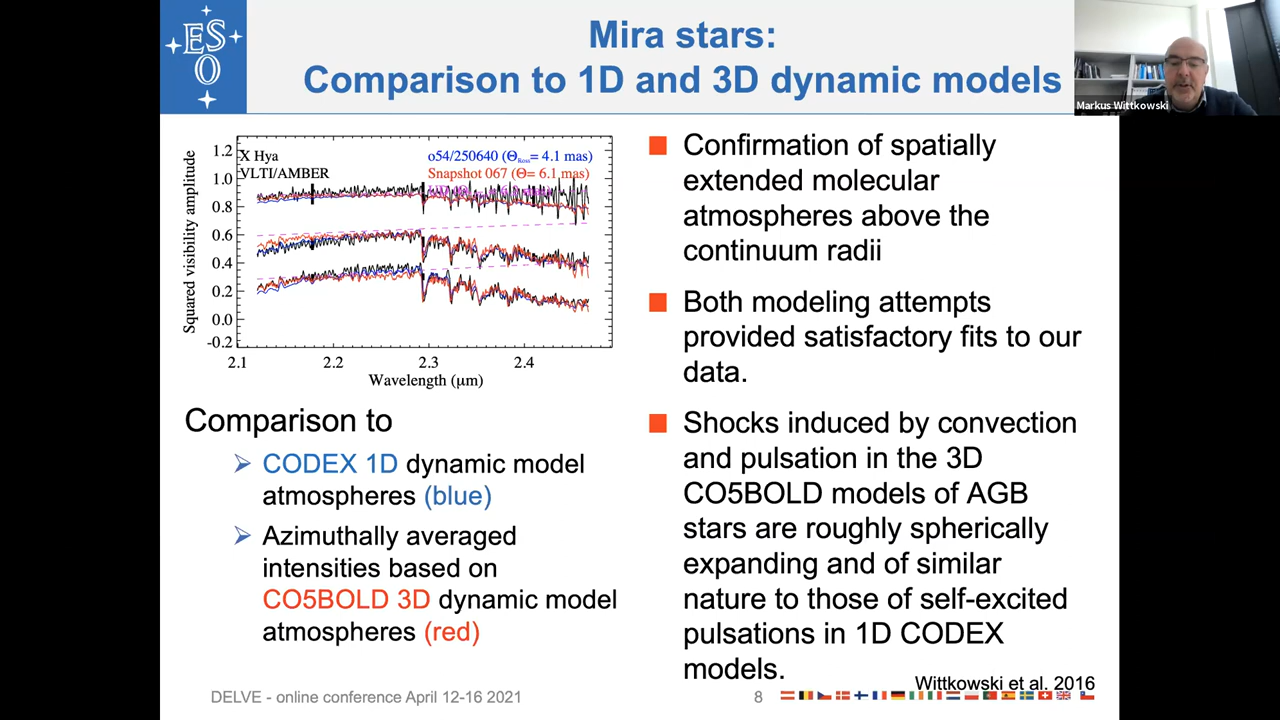 ESO
Mira stars:
Comparison to 1D and 3D dynamic models
Markus Wittkowski
X Hya
VLTI/AMBER
o54/250640 (Θ_Ross= 4.1 mas)
Snapshot 067 (Θ= 6.1 mas)
Squared visibility amplitude
1.2
1.0
0.8
0.6
0.4
0.2
0.0
-0.2
2.1 2.2 2.3 2.4
Wavelength (μm)
Comparison to
CODEX 1D dynamic model
atmospheres (blue)
Azimuthally averaged
intensities based on
CO5BOLD 3D dynamic model
atmospheres (red)
Confirmation of spatially
extended molecular
atmospheres above the
continuum radii
Both modeling attempts
provided satisfactory fits to our
data.
Shocks induced by convection
and pulsation in the 3D
CO5BOLD models of AGB
stars are roughly spherically
expanding and of similar
nature to those of self-excited
pulsations in 1D CODEX
models.
Wittkowski et al. 2016
DELVE - online conference April 12-16 2021
8